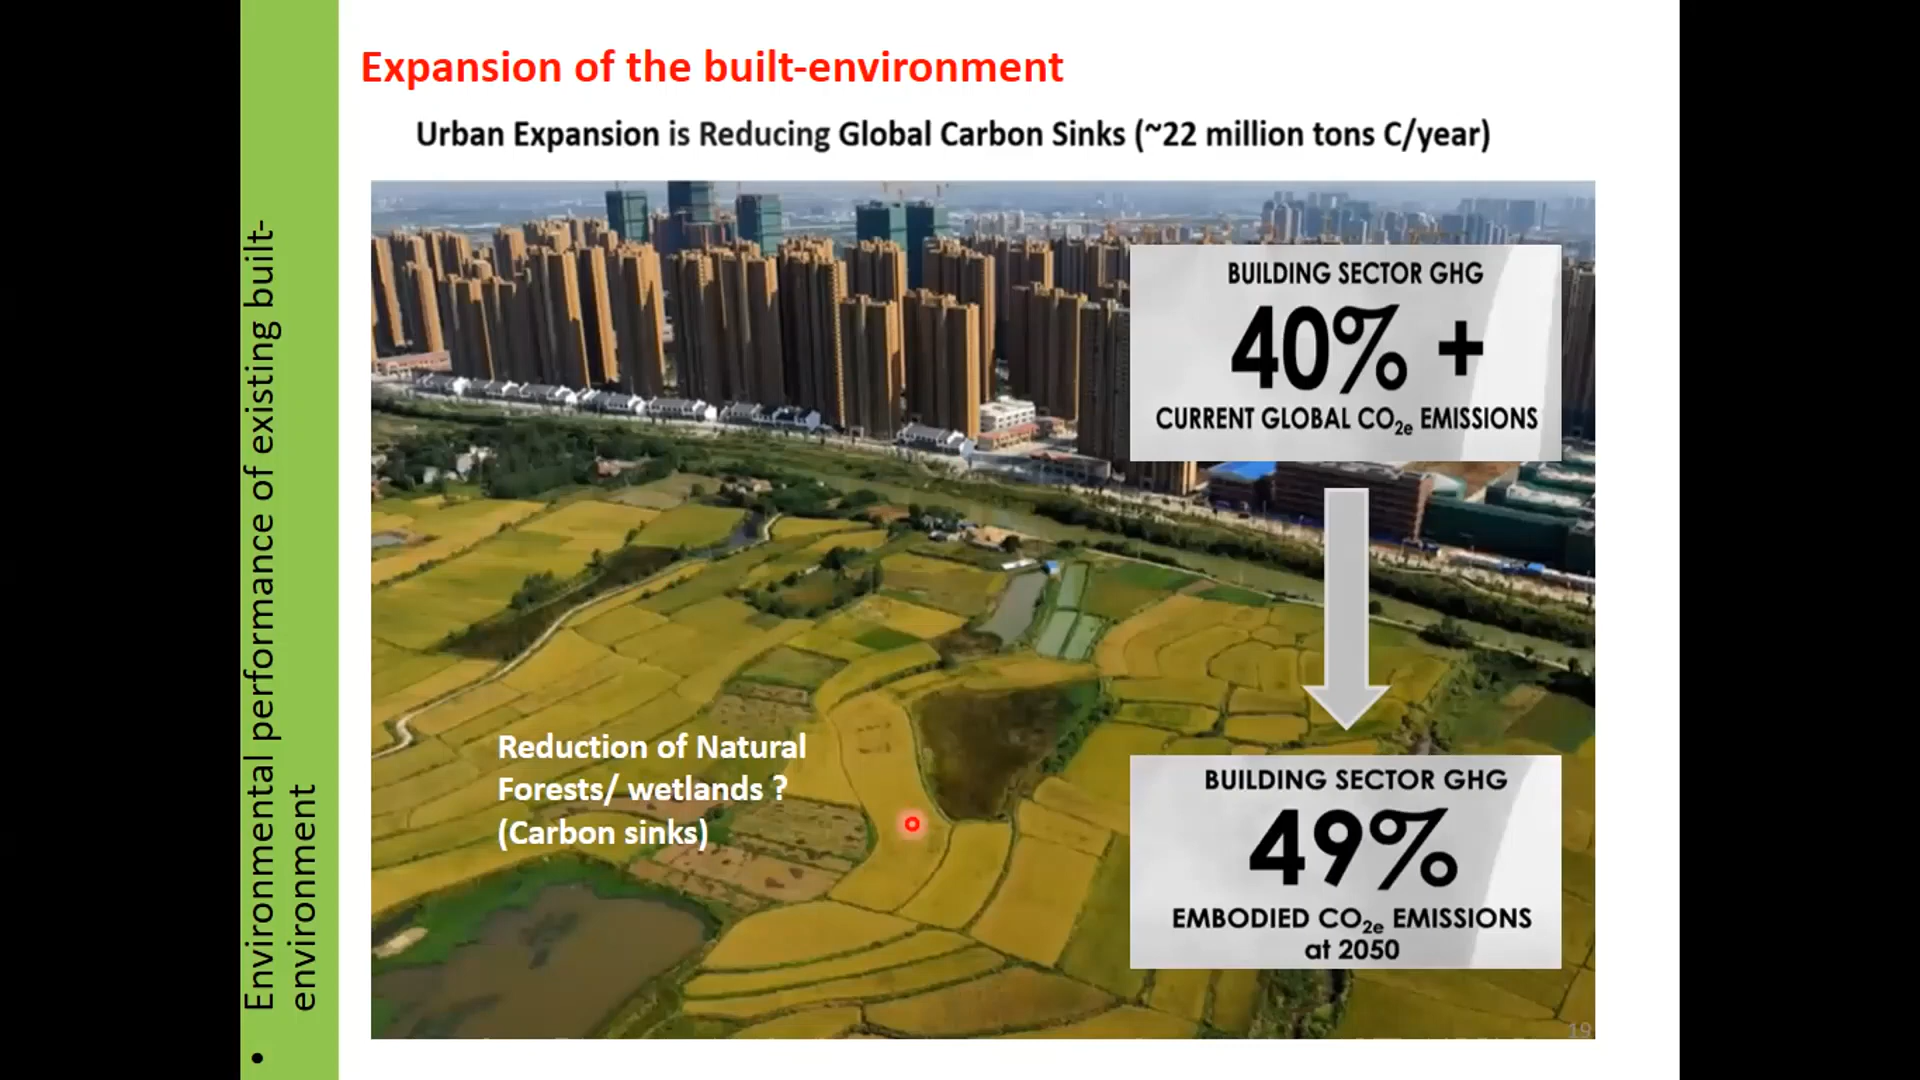 Expansion of the built-environment
Urban Expansion is Reducing Global Carbon Sinks (~22 million tons C/year)
• Environmental performance of existing built-
environment
BUILDING SECTOR GHG
40% +
CURRENT GLOBAL CO2e EMISSIONS
Reduction of Natural
Forests/ wetlands ?
(Carbon sinks)
BUILDING SECTOR GHG
49%
EMBODIED CO2e EMISSIONS
at 2050
19